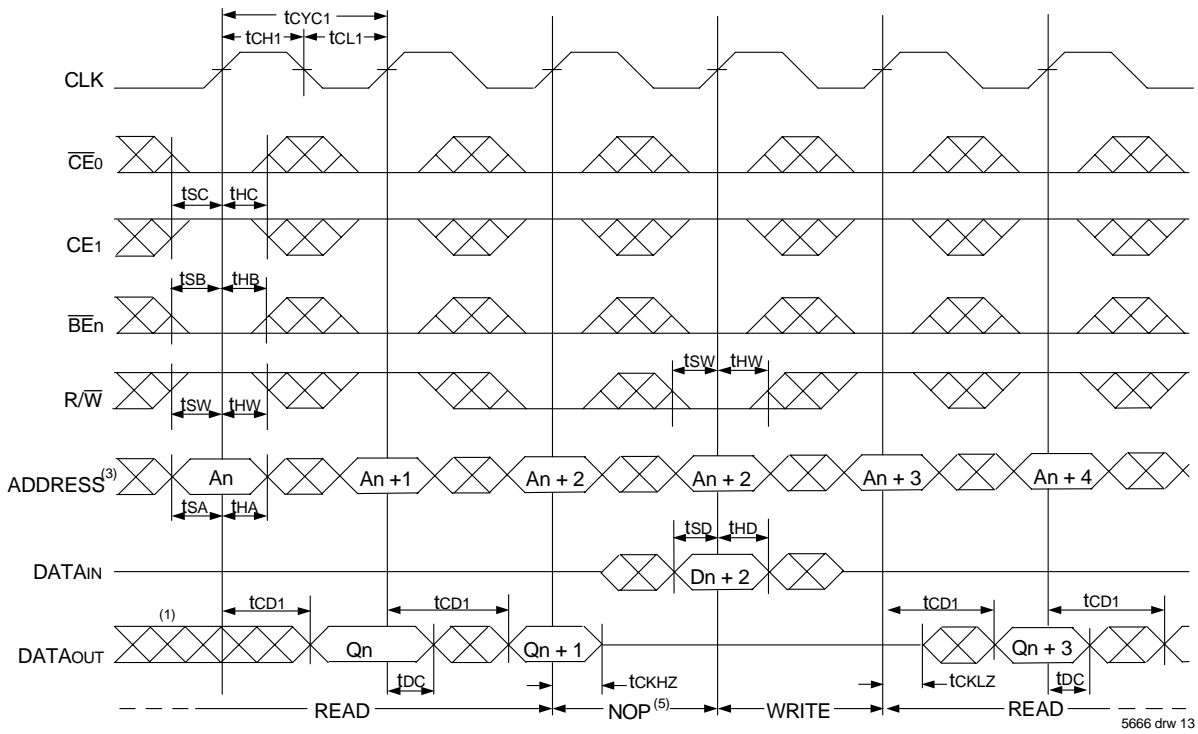 tCYC1
tCH1 tCL1
CLK
CE0
tSC tHC
CE1
tSB tHB
BEn
tSW tHW
R/W
tSW tHW
ADDRESS(3) An An +1 An + 2 An + 2 An + 3 An + 4
tSA tHA
tSD tHD
DATAIN Dn + 2
(1) tCD1 tCD1 tCD1 tCD1
DATAOUT Qn Qn + 1 Qn + 3
tDC tCKHZ tCKLZ tDC
READ NOP(5) WRITE READ
5666 drw 13